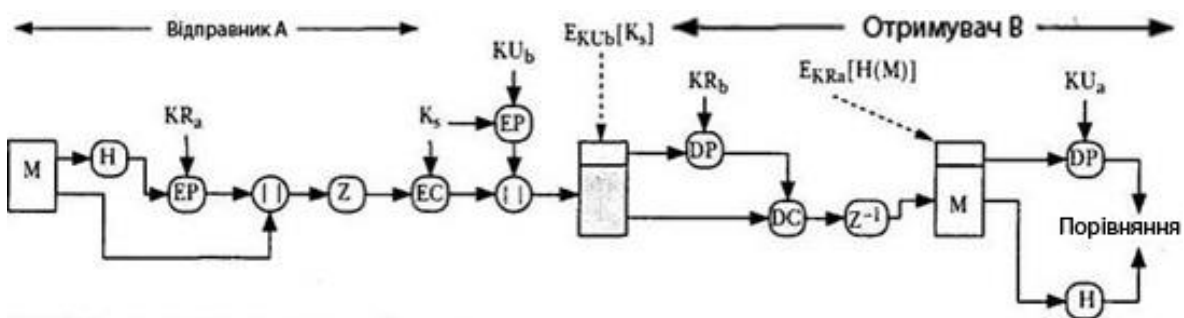 Відправник А
Отримувач В
E_KUb[K_s]
KU_b
E_KRa[H(M)]
KR_b
KU_a
KR_a
K_s
EP
DP
DP
M
H
EP
||
Z
EC
||
DC
Z⁻¹
M
Порівняння
H